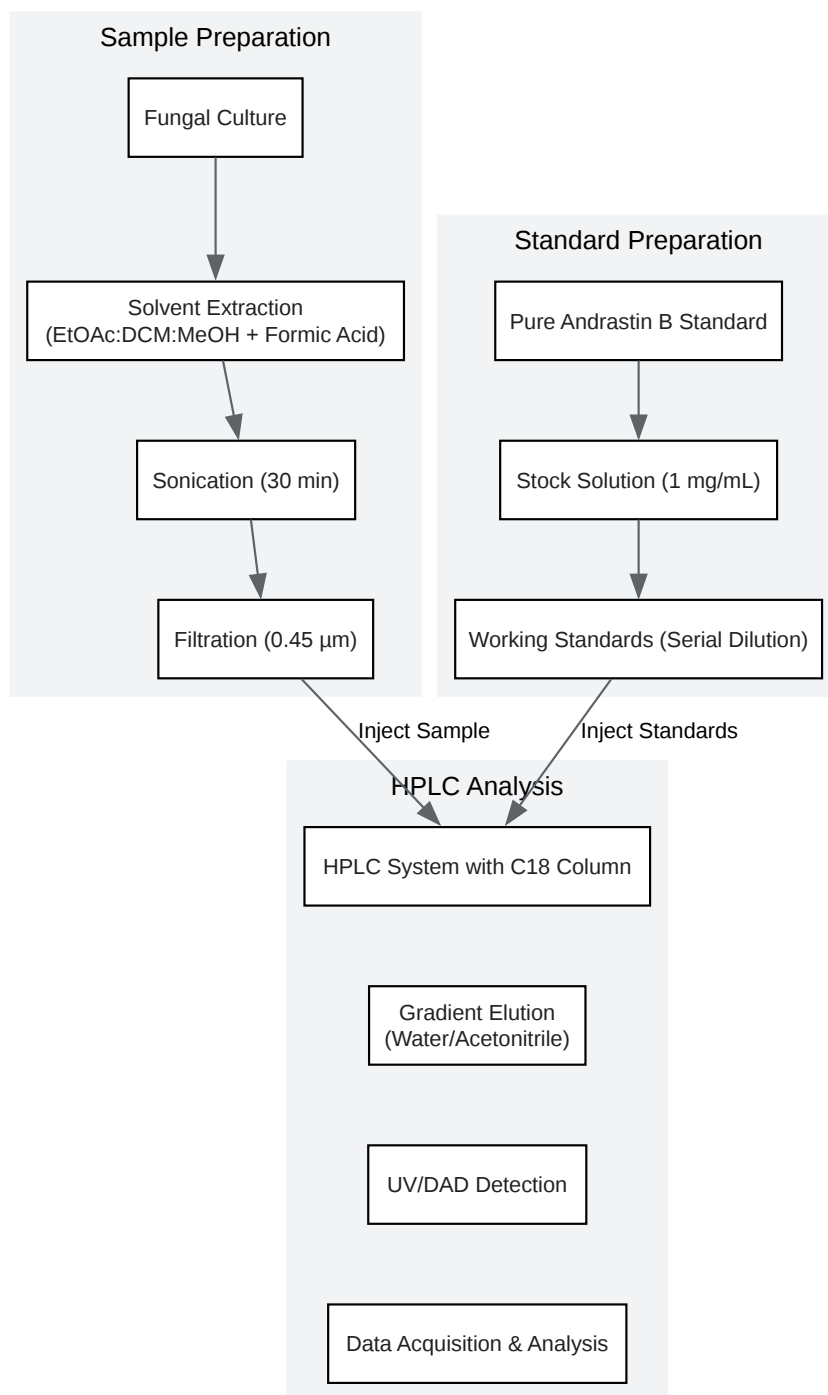 Sample Preparation
Fungal Culture
Solvent Extraction
(EtOAc:DCM:MeOH + Formic Acid)
Sonication (30 min)
Filtration (0.45 µm)
Standard Preparation
Pure Andrastin B Standard
Stock Solution (1 mg/mL)
Working Standards (Serial Dilution)
Inject Sample
Inject Standards
HPLC Analysis
HPLC System with C18 Column
Gradient Elution
(Water/Acetonitrile)
UV/DAD Detection
Data Acquisition & Analysis